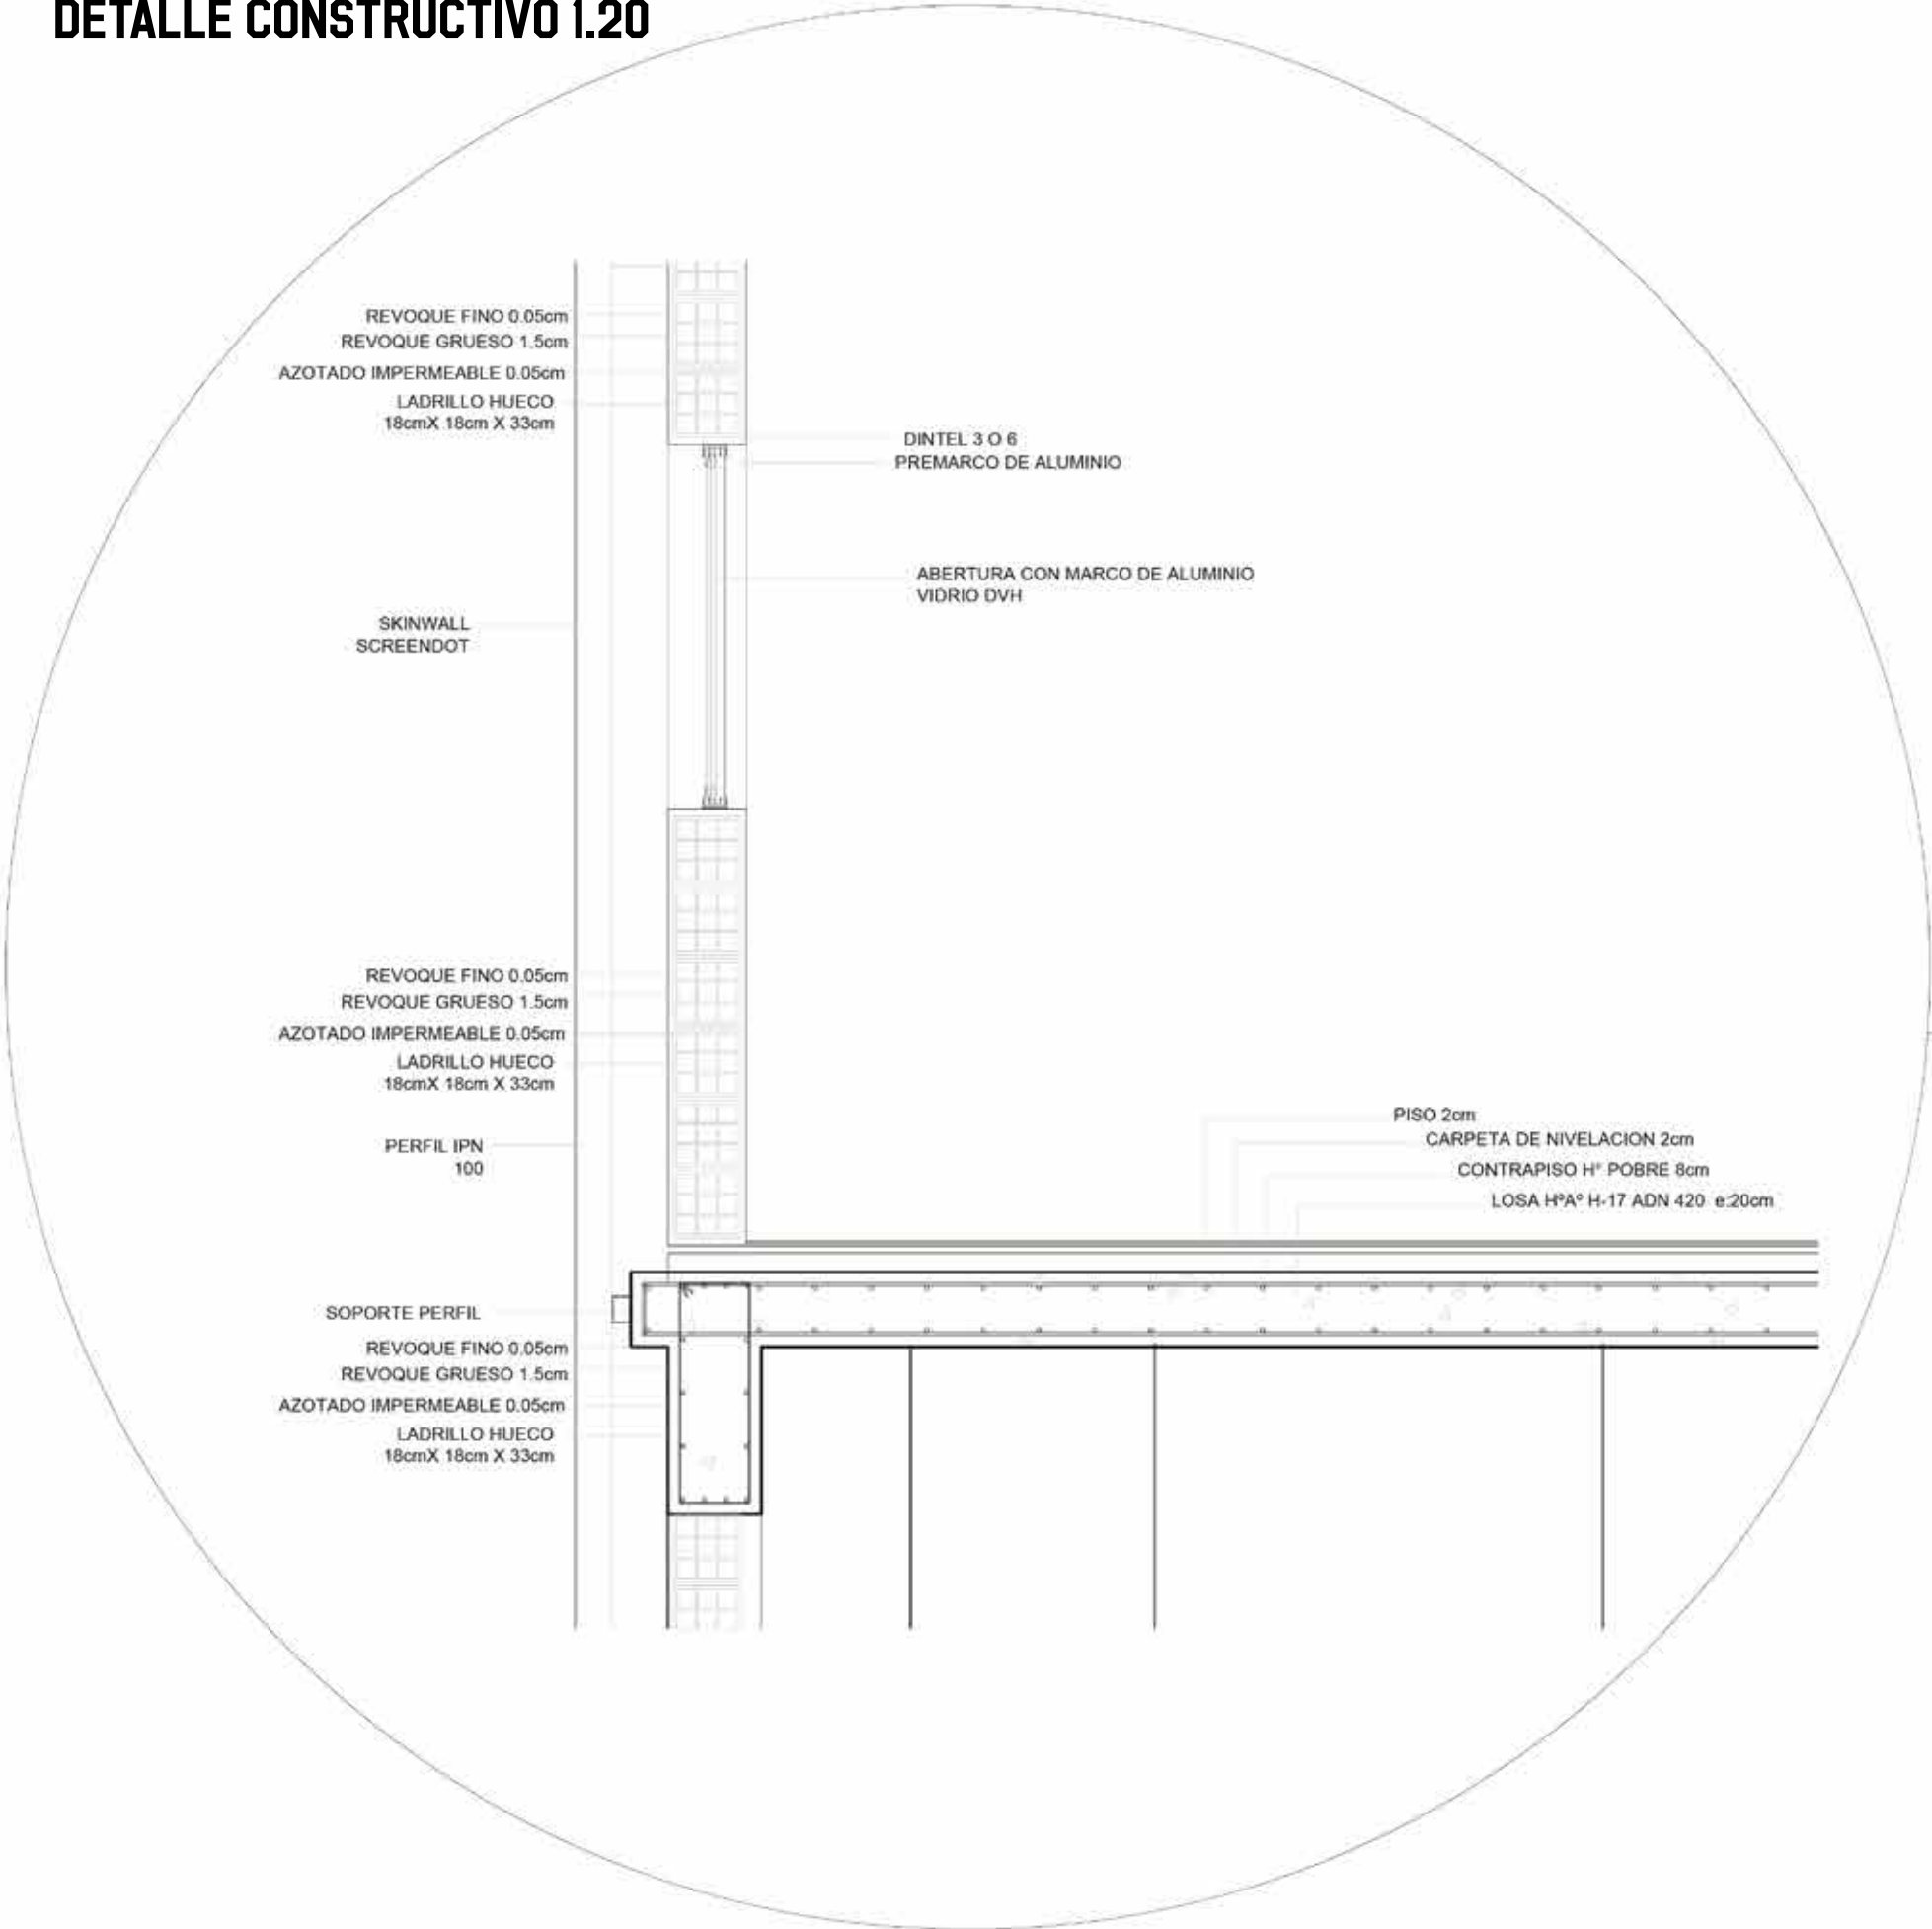 DETALLE CONSTRUCTIVO 1.20
REVOQUE FINO 0.05cm
REVOQUE GRUESO 1.5cm
AZOTADO IMPERMEABLE 0.05cm
LADRILLO HUECO
18cmX 18cm X 33cm
DINTEL 3 O 6
PREMARCO DE ALUMINIO
ABERTURA CON MARCO DE ALUMINIO
VIDRIO DVH
SKINWALL
SCREENDOT
REVOQUE FINO 0.05cm
REVOQUE GRUESO 1.5cm
AZOTADO IMPERMEABLE 0.05cm
LADRILLO HUECO
18cmX 18cm X 33cm
PERFIL IPN
100
PISO 2cm
CARPETA DE NIVELACION 2cm
CONTRAPISO H° POBRE 8cm
LOSA HºAº H-17 ADN 420 e:20cm
SOPORTE PERFIL
REVOQUE FINO 0.05cm
REVOQUE GRUESO 1.5cm
AZOTADO IMPERMEABLE 0.05cm
LADRILLO HUECO
18cmX 18cm X 33cm